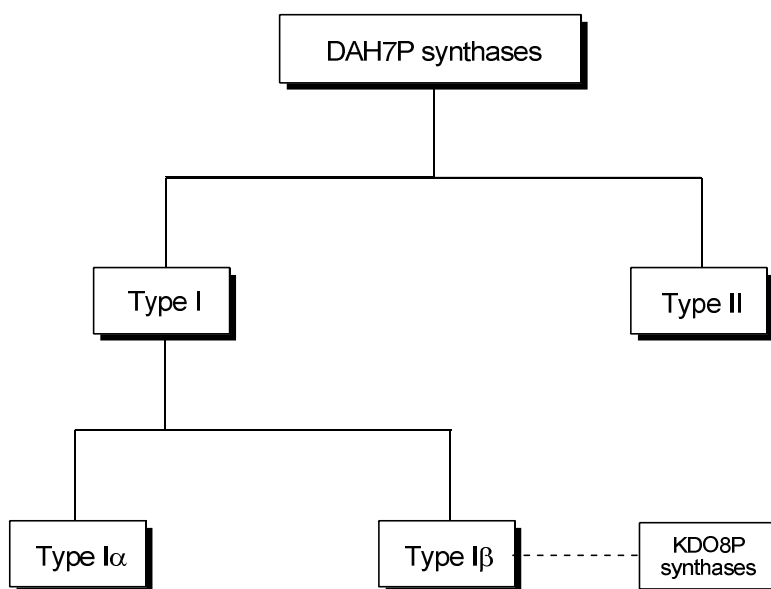 DAH7P synthases
Type I
Type II
Type Iα
Type Iβ
KDO8P
synthases